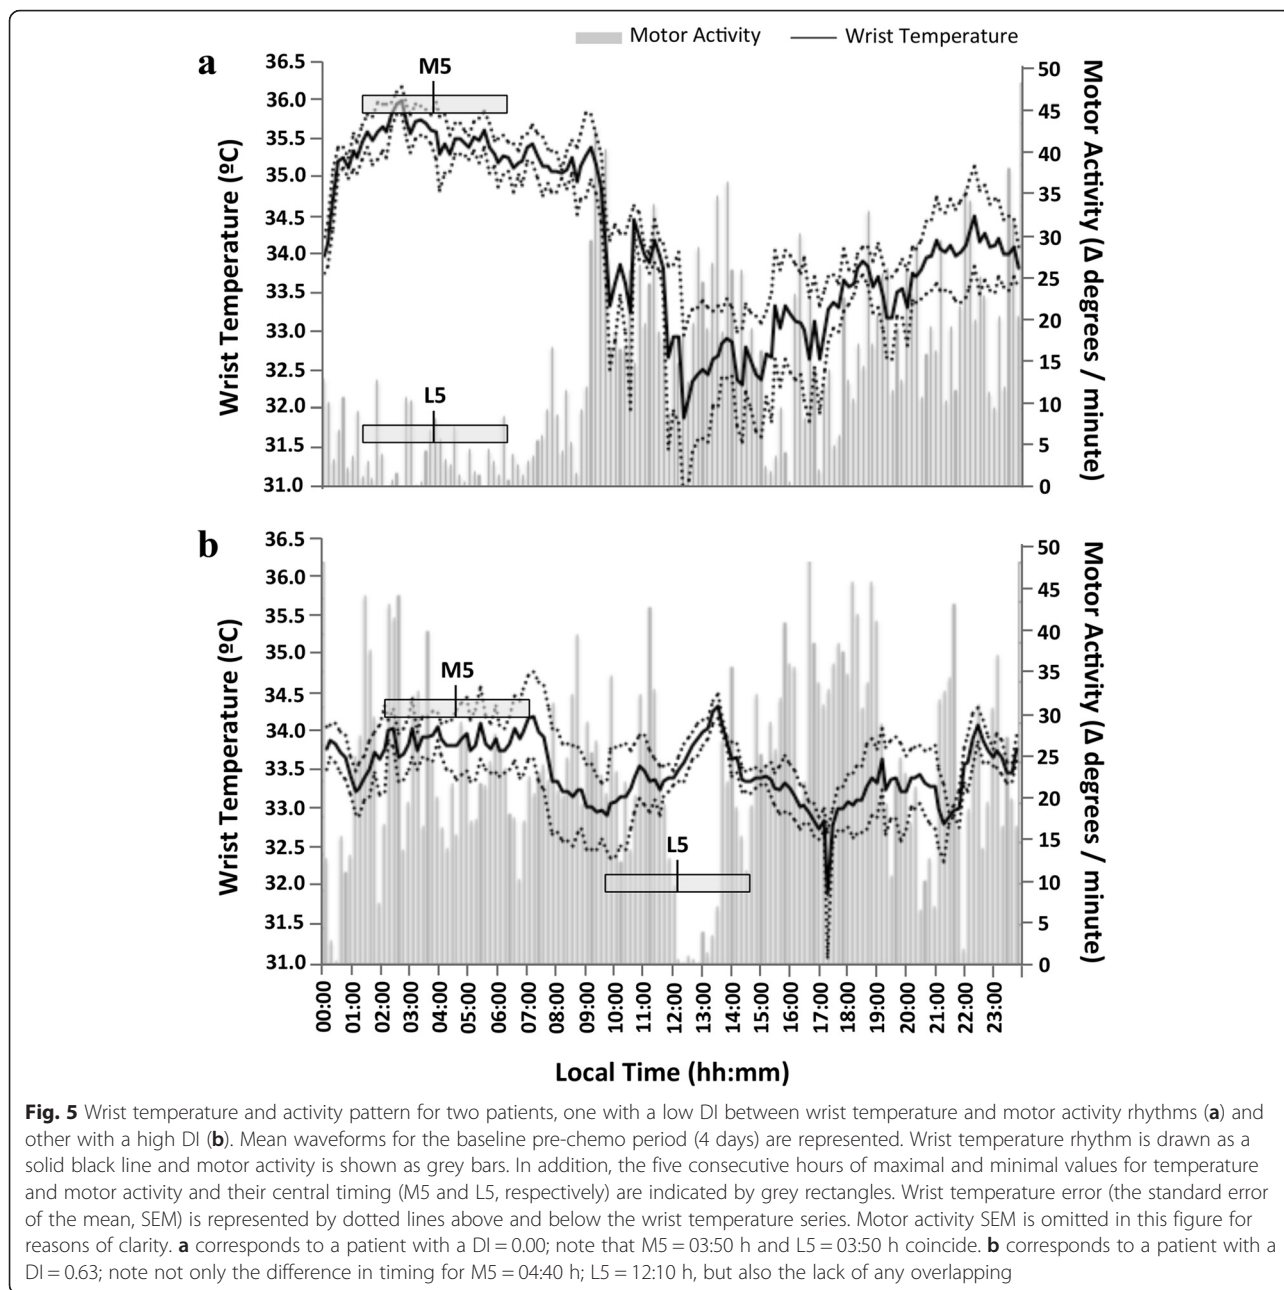 Motor Activity Wrist Temperature
a
36.5
36.0
35.5
35.0
34.5
34.0
33.5
33.0
32.5
32.0
31.5
31.0
Wrist Temperature (ºC)
M5
L5
50
45
40
35
30
25
20
15
10
5
0
Motor Activity (Δ degrees / minute)
b
36.5
36.0
35.5
35.0
34.5
34.0
33.5
33.0
32.5
32.0
31.5
31.0
Wrist Temperature (ºC)
M5
L5
50
45
40
35
30
25
20
15
10
5
0
Motor Activity (Δ degrees / minute)
00:00 01:00 02:00 03:00 04:00 05:00 06:00 07:00 08:00 09:00 10:00 11:00 12:00 13:00 14:00 15:00 16:00 17:00 18:00 19:00 20:00 21:00 22:00 23:00
Local Time (hh:mm)
Fig. 5 Wrist temperature and activity pattern for two patients, one with a low DI between wrist temperature and motor activity rhythms (a) and
other with a high DI (b). Mean waveforms for the baseline pre-chemo period (4 days) are represented. Wrist temperature rhythm is drawn as a
solid black line and motor activity is shown as grey bars. In addition, the five consecutive hours of maximal and minimal values for temperature
and motor activity and their central timing (M5 and L5, respectively) are indicated by grey rectangles. Wrist temperature error (the standard error
of the mean, SEM) is represented by dotted lines above and below the wrist temperature series. Motor activity SEM is omitted in this figure for
reasons of clarity. a corresponds to a patient with a DI = 0.00; note that M5 = 03:50 h and L5 = 03:50 h coincide. b corresponds to a patient with a
DI = 0.63; note not only the difference in timing for M5 = 04:40 h; L5 = 12:10 h, but also the lack of any overlapping